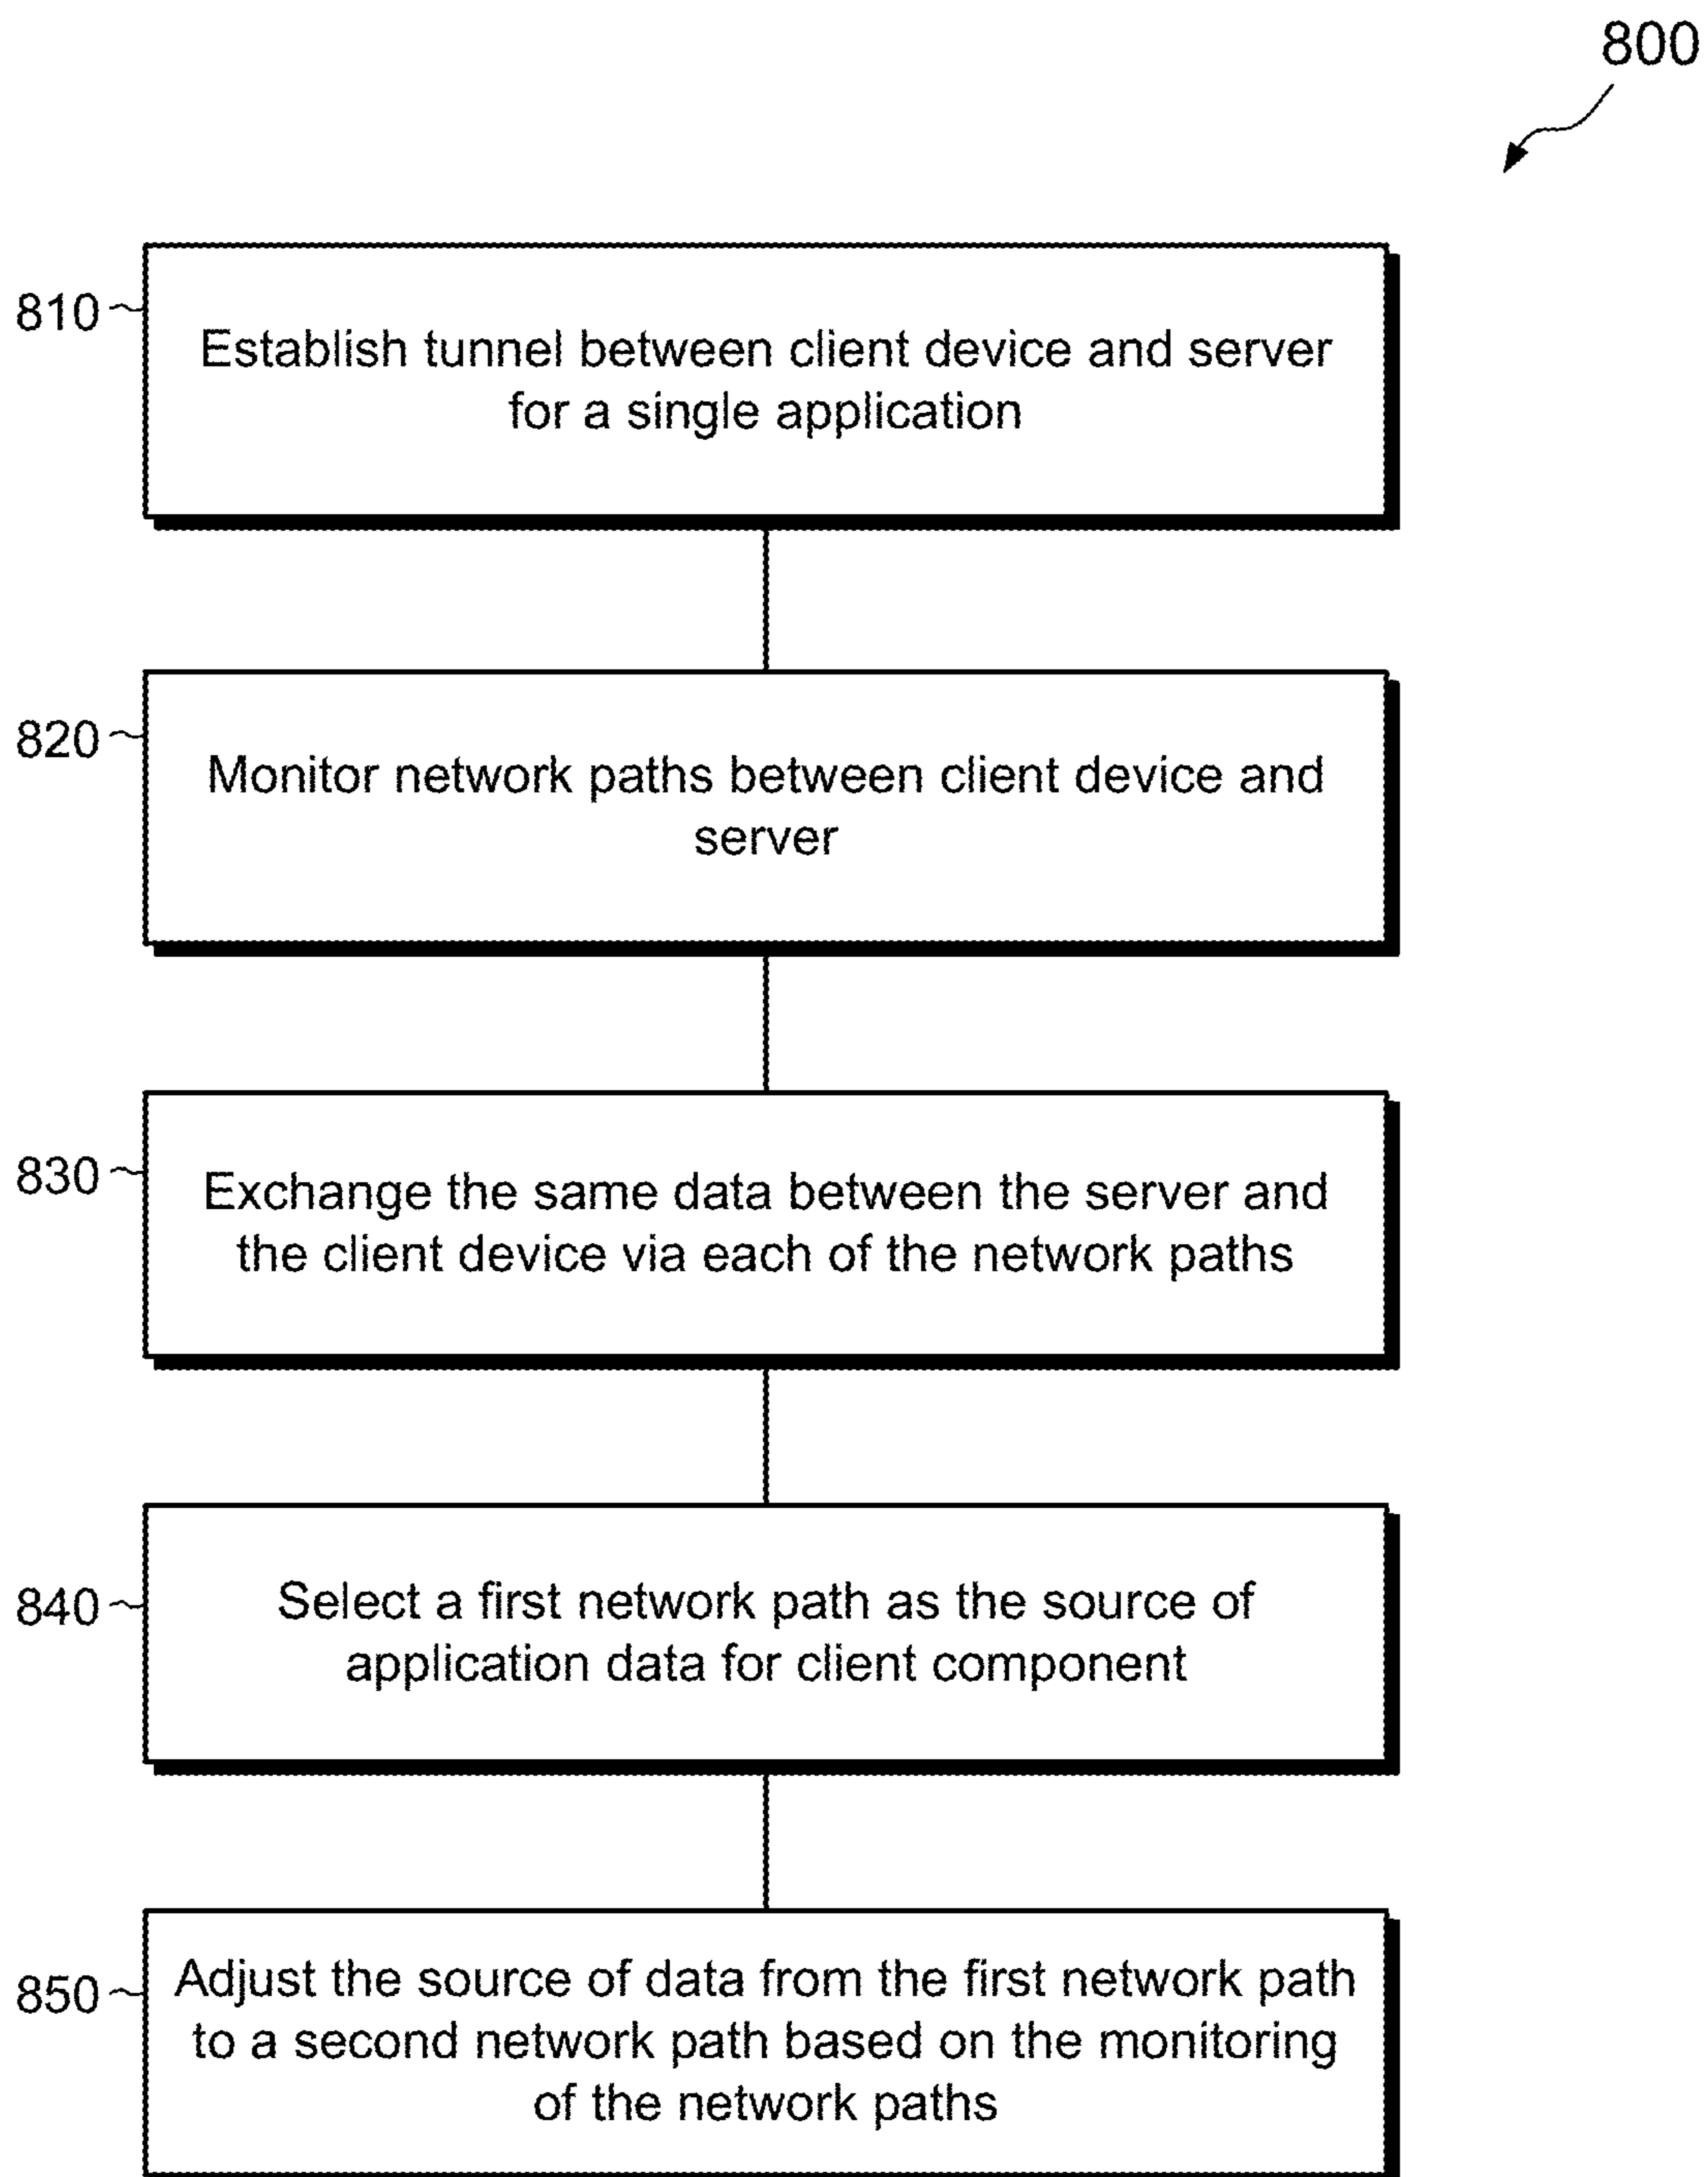 800
810
Establish tunnel between client device and server
for a single application
820
Monitor network paths between client device and
server
830
Exchange the same data between the server and
the client device via each of the network paths
840
Select a first network path as the source of
application data for client component
850
Adjust the source of data from the first network path
to a second network path based on the monitoring
of the network paths